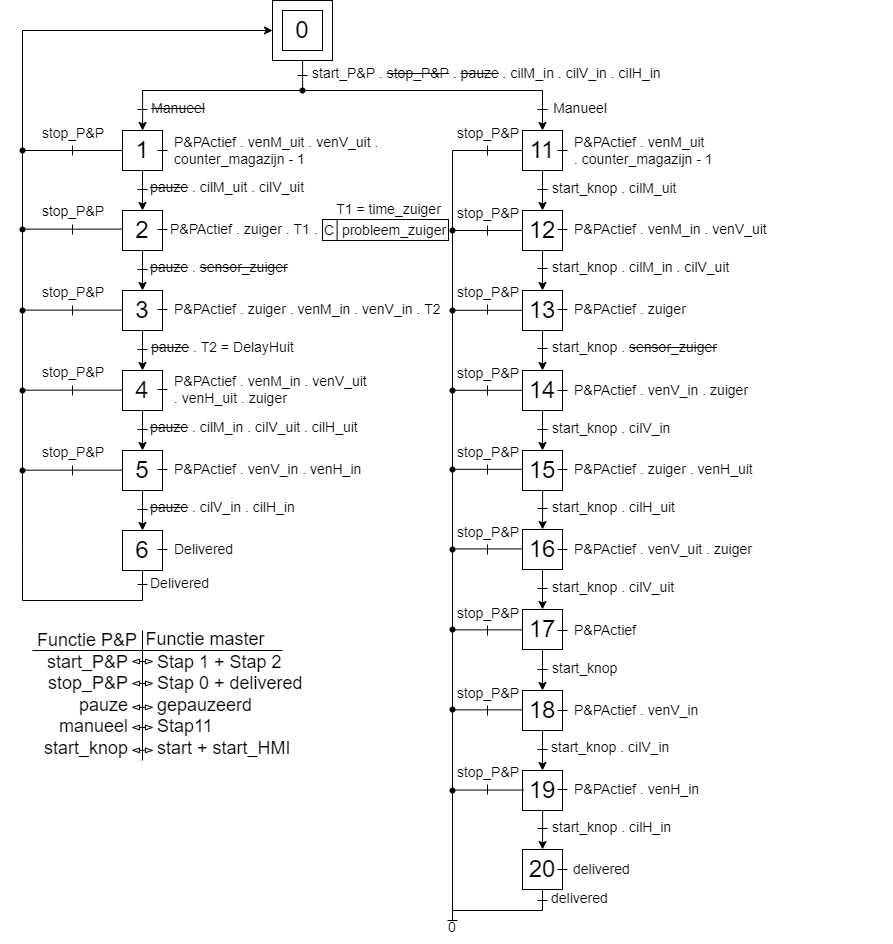 0
start_P&P . stop_P&P . pauze . cilM_in . cilV_in . cilH_in
Manueel
stop_P&P
1
P&PActief . venM_uit . venV_uit .
counter_magazijn - 1
pauze . cilM_uit . cilV_uit
stop_P&P
2
P&PActief . zuiger . T1 .
T1 = time_zuiger
C probleem_zuiger
pauze . sensor_zuiger
stop_P&P
3
P&PActief . zuiger . venM_in . venV_in . T2
pauze . T2 = DelayHuit
stop_P&P
4
P&PActief . venM_in . venV_uit
. venH_uit . zuiger
pauze . cilM_in . cilV_uit . cilH_uit
stop_P&P
5
P&PActief . venV_in . venH_in
pauze . cilV_in . cilH_in
6
Delivered
Delivered
Manueel
stop_P&P
11
P&PActief . venM_uit
. counter_magazijn - 1
start_knop . cilM_uit
stop_P&P
12
P&PActief . venM_in . venV_uit
start_knop . cilM_in . cilV_uit
stop_P&P
13
P&PActief . zuiger
start_knop . sensor_zuiger
stop_P&P
14
P&PActief . venV_in . zuiger
start_knop . cilV_in
stop_P&P
15
P&PActief . zuiger . venH_uit
start_knop . cilH_uit
stop_P&P
16
P&PActief . venV_uit . zuiger
start_knop . cilV_uit
stop_P&P
17
P&PActief
start_knop
stop_P&P
18
P&PActief . venV_in
start_knop . cilV_in
stop_P&P
19
P&PActief . venH_in
start_knop . cilH_in
20
delivered
delivered
0
Functie P&P Functie master
start_P&P Stap 1 + Stap 2
stop_P&P Stap 0 + delivered
pauze gepauzeerd
manueel Stap11
start_knop start + start_HMI